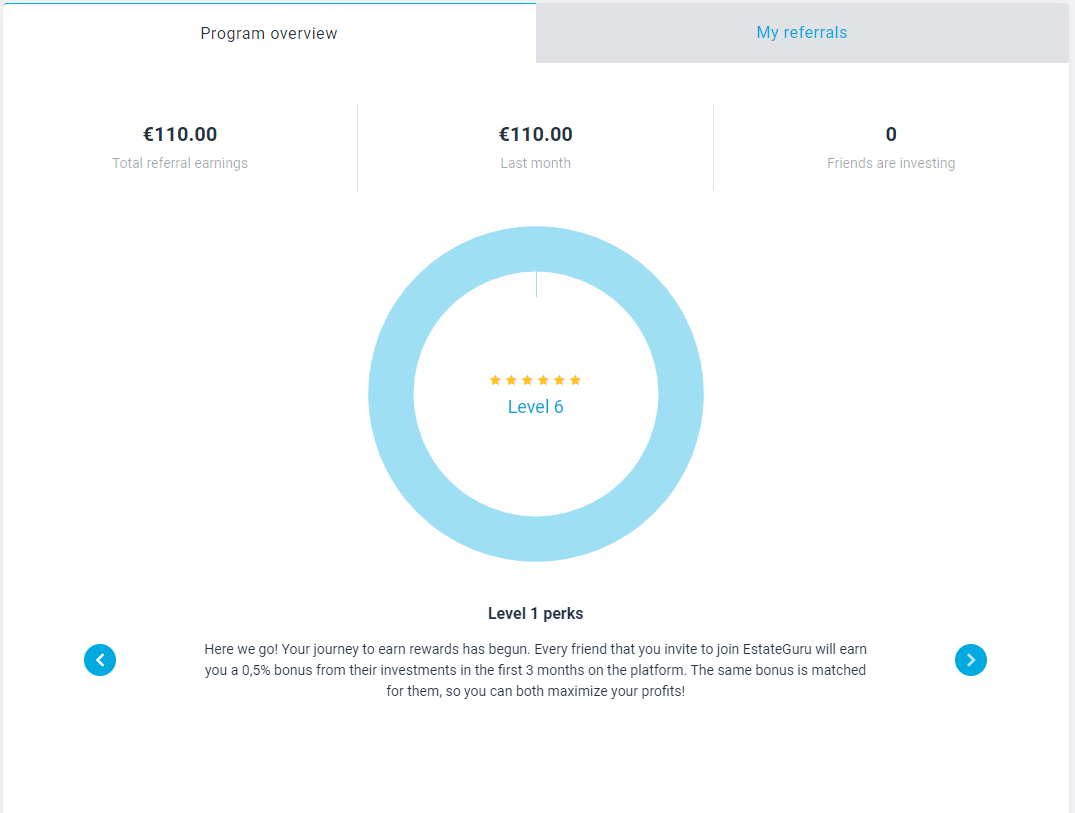 Program overview
My referrals
€110.00
Total referral earnings
€110.00
Last month
0
Friends are investing
Level 6
Level 1 perks
Here we go! Your journey to earn rewards has begun. Every friend that you invite to join EstateGuru will earn
you a 0,5% bonus from their investments in the first 3 months on the platform. The same bonus is matched
for them, so you can both maximize your profits!